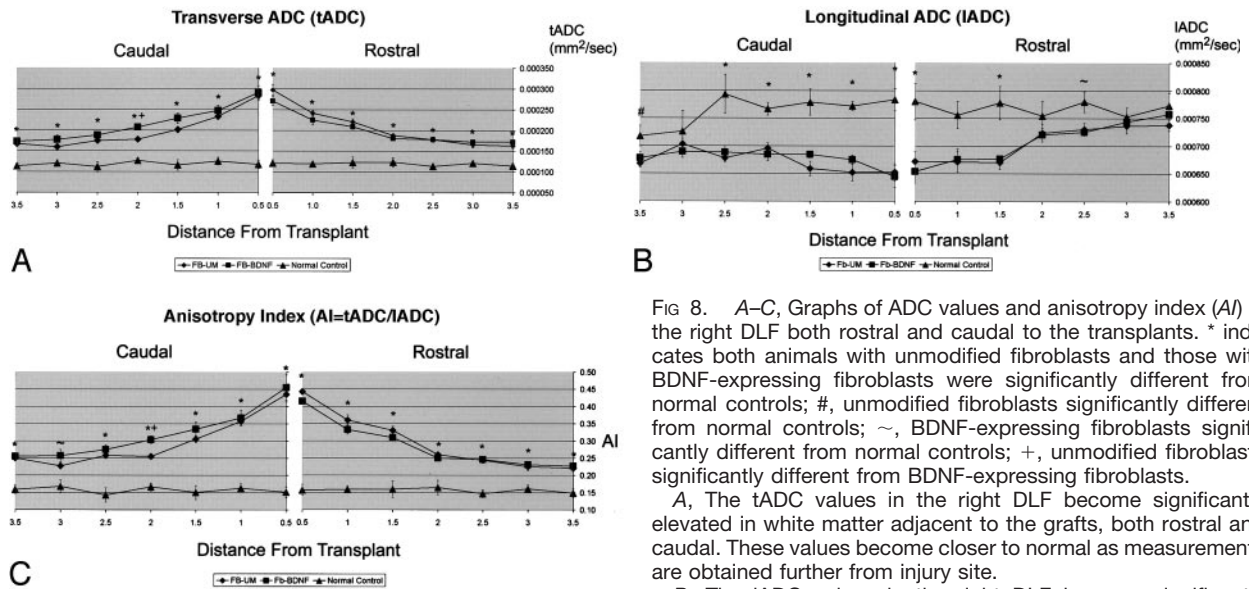 Transverse ADC (tADC)
tADC
(mm²/sec)
Caudal
Rostral
0.000350
0.000300
0.000250
0.000200
0.000150
0.000100
0.000050
* * * *+ * * *
* * * * * * *
3.5 3 2.5 2 1.5 1 0.5
0.5 1.0 1.5 2.0 2.5 3.0 3.5
Distance From Transplant
FB-UM FB-BDNF Normal Control
A
Longitudinal ADC (lADC)
lADC
(mm²/sec)
Caudal
Rostral
0.000850
0.000800
0.000750
0.000700
0.000650
0.000600
# * * * * *
* * ~
3.5 3 2.5 2 1.5 1 0.5
0.5 1 1.5 2 2.5 3 3.5
Distance From Transplant
Fb-UM Fb-BDNF Normal Control
B
Anisotropy Index (AI=tADC/lADC)
Caudal
Rostral
0.50
0.45
0.40
0.35
0.30
0.25
0.20
0.15
0.10
AI
* ~ * *+ * * *
* * * * * * *
3.5 3 2.5 2 1.5 1 0.5
0.5 1 1.5 2 2.5 3 3.5
Distance From Transplant
FB-UM Fb-BDNF Normal Control
C
FIG 8. A–C, Graphs of ADC values and anisotropy index (AI)
the right DLF both rostral and caudal to the transplants. * ind
cates both animals with unmodified fibroblasts and those wit
BDNF-expressing fibroblasts were significantly different fror
normal controls; #, unmodified fibroblasts significantly differer
from normal controls; ~, BDNF-expressing fibroblasts signif
cantly different from normal controls; +, unmodified fibroblast
significantly different from BDNF-expressing fibroblasts.
A, The tADC values in the right DLF become significant
elevated in white matter adjacent to the grafts, both rostral an
caudal. These values become closer to normal as measurement
are obtained further from injury site.